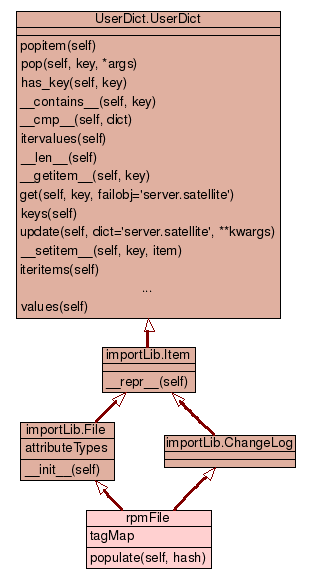 UserDict.UserDict
popitem(self)
pop(self, key, *args)
has_key(self, key)
__contains__(self, key)
__cmp__(self, dict)
itervalues(self)
__len__(self)
__getitem__(self, key)
get(self, key, failobj='server.satellite')
keys(self)
update(self, dict='server.satellite', **kwargs)
__setitem__(self, key, item)
iteritems(self)
...
values(self)
importLib.Item
__repr__(self)
importLib.File
attributeTypes
__init__(self)
importLib.ChangeLog
rpmFile
tagMap
populate(self, hash)